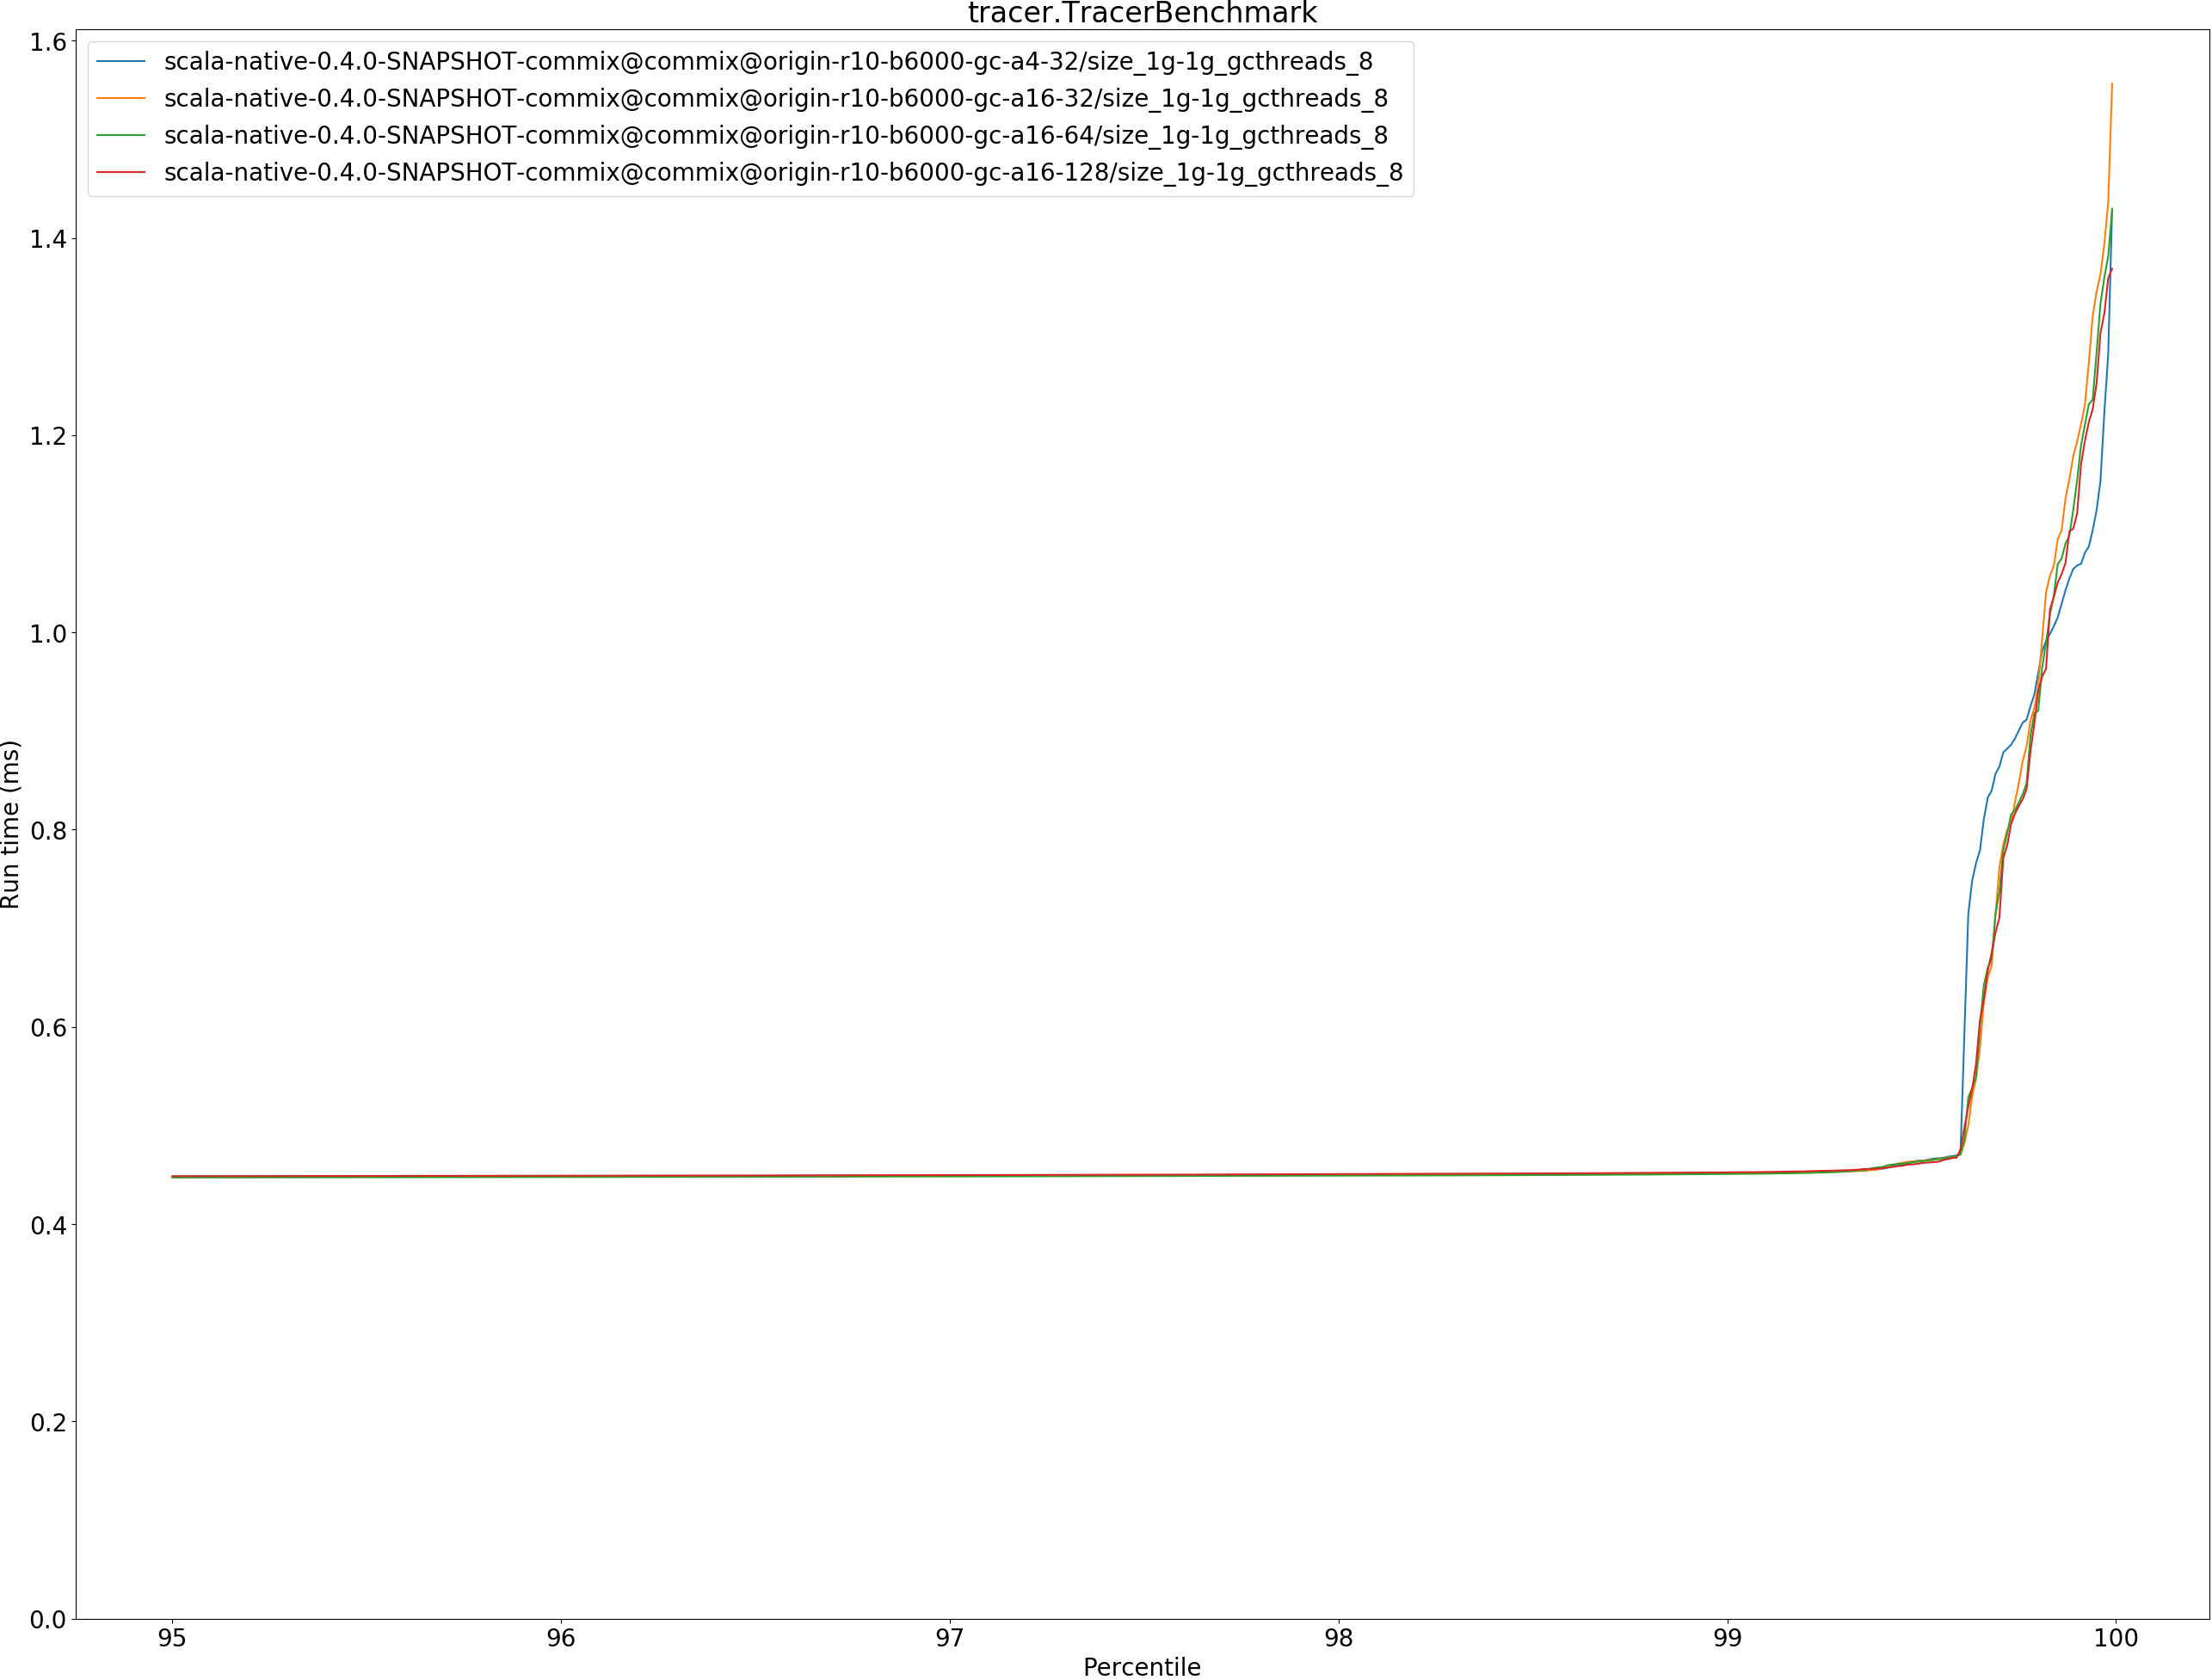 tracer.TracerBenchmark
scala-native-0.4.0-SNAPSHOT-commix@commix@origin-r10-b6000-gc-a4-32/size_1g-1g_gcthreads_8
scala-native-0.4.0-SNAPSHOT-commix@commix@origin-r10-b6000-gc-a16-32/size_1g-1g_gcthreads_8
scala-native-0.4.0-SNAPSHOT-commix@commix@origin-r10-b6000-gc-a16-64/size_1g-1g_gcthreads_8
scala-native-0.4.0-SNAPSHOT-commix@commix@origin-r10-b6000-gc-a16-128/size_1g-1g_gcthreads_8
Run time (ms)
1.6
1.4
1.2
1.0
0.8
0.6
0.4
0.2
0.0
95 96 97 98 99 100
Percentile